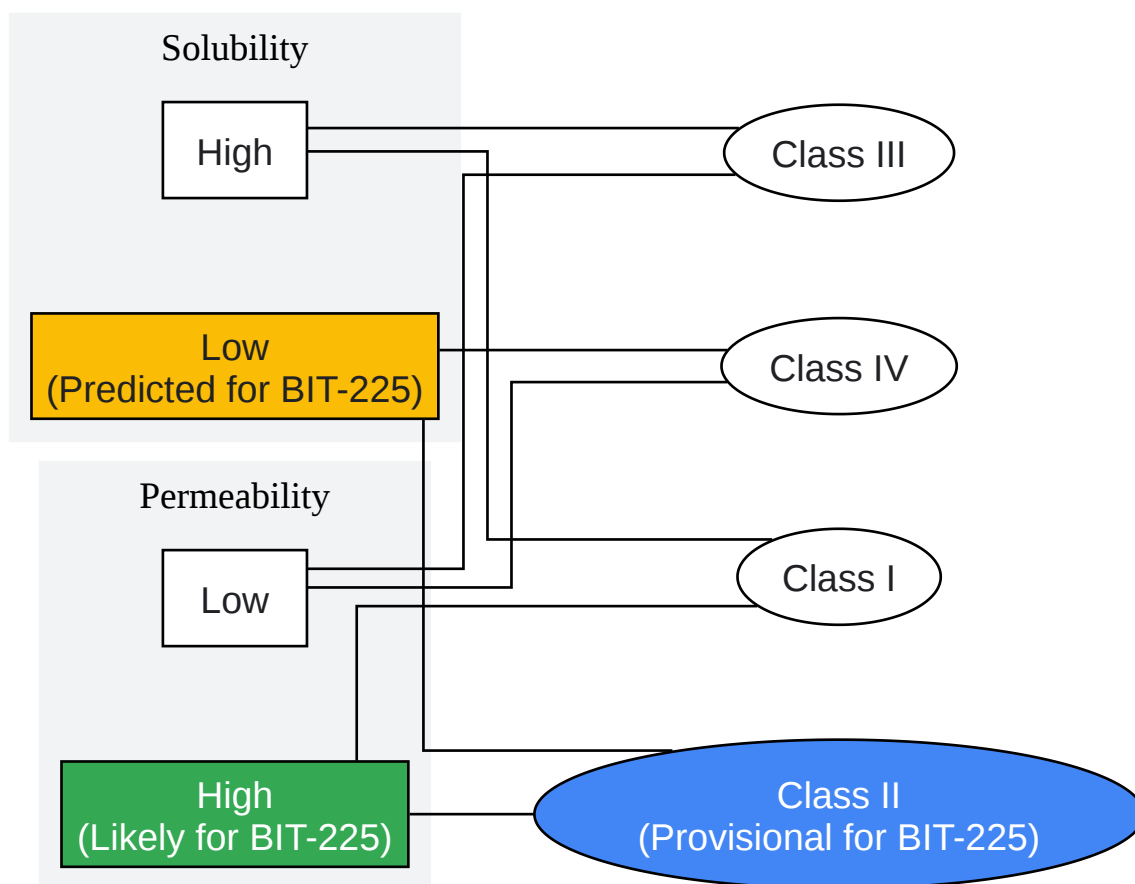 Solubility
High
Class III
Low
(Predicted for BIT-225)
Class IV
Permeability
Low
Class I
High
(Likely for BIT-225)
Class II
(Provisional for BIT-225)